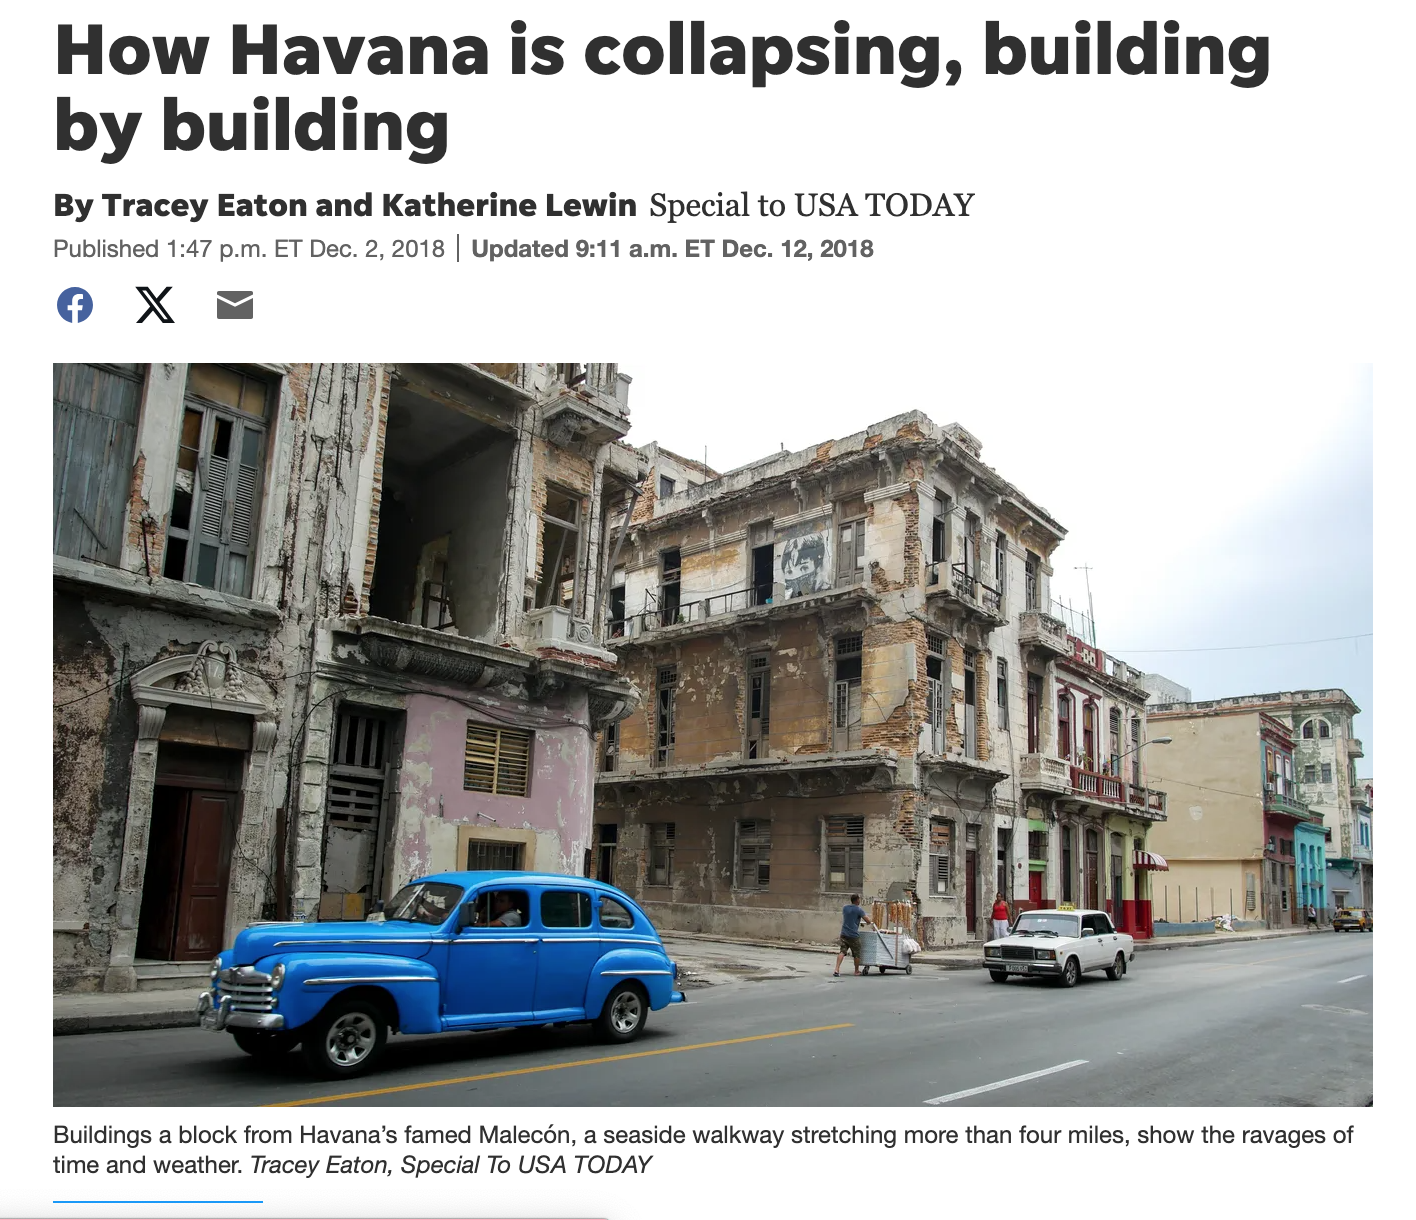 How Havana is collapsing, building
by building
By Tracey Eaton and Katherine Lewin Special to USA TODAY
Published 1:47 p.m. ET Dec. 2, 2018 | Updated 9:11 a.m. ET Dec. 12, 2018
TAXI
Buildings a block from Havana’s famed Malecón, a seaside walkway stretching more than four miles, show the ravages of
time and weather. Tracey Eaton, Special To USA TODAY